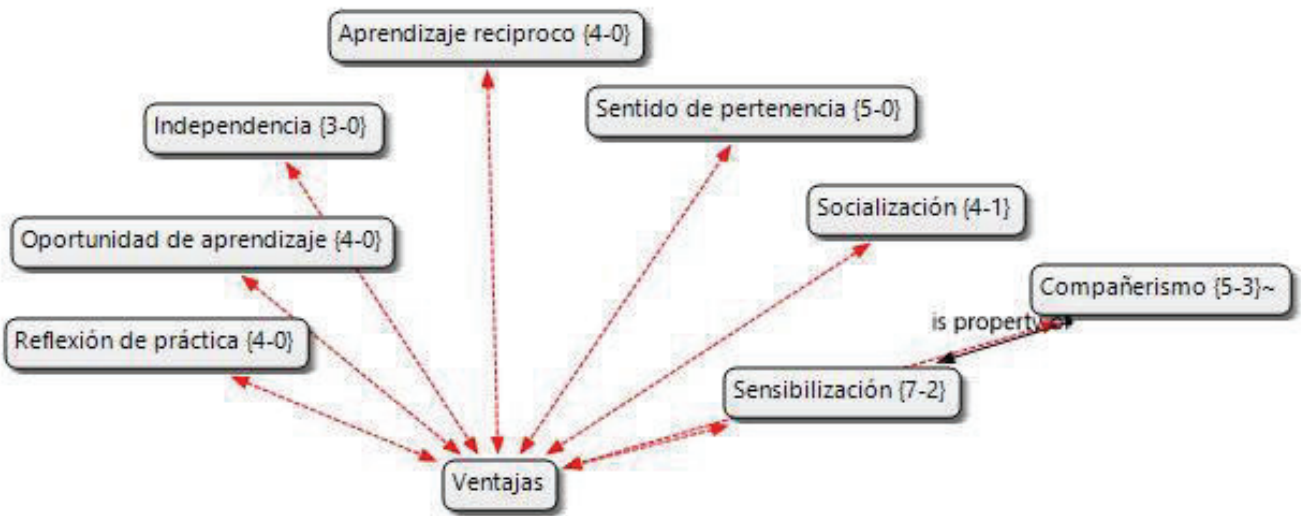 Aprendizaje reciproco {4-0}
Sentido de pertenencia {5-0}
Independencia {3-0}
Socialización {4-1}
Oportunidad de aprendizaje {4-0}
Compañerismo {5-3}~
is property of
Reflexión de práctica {4-0}
Sensibilización {7-2}
Ventajas